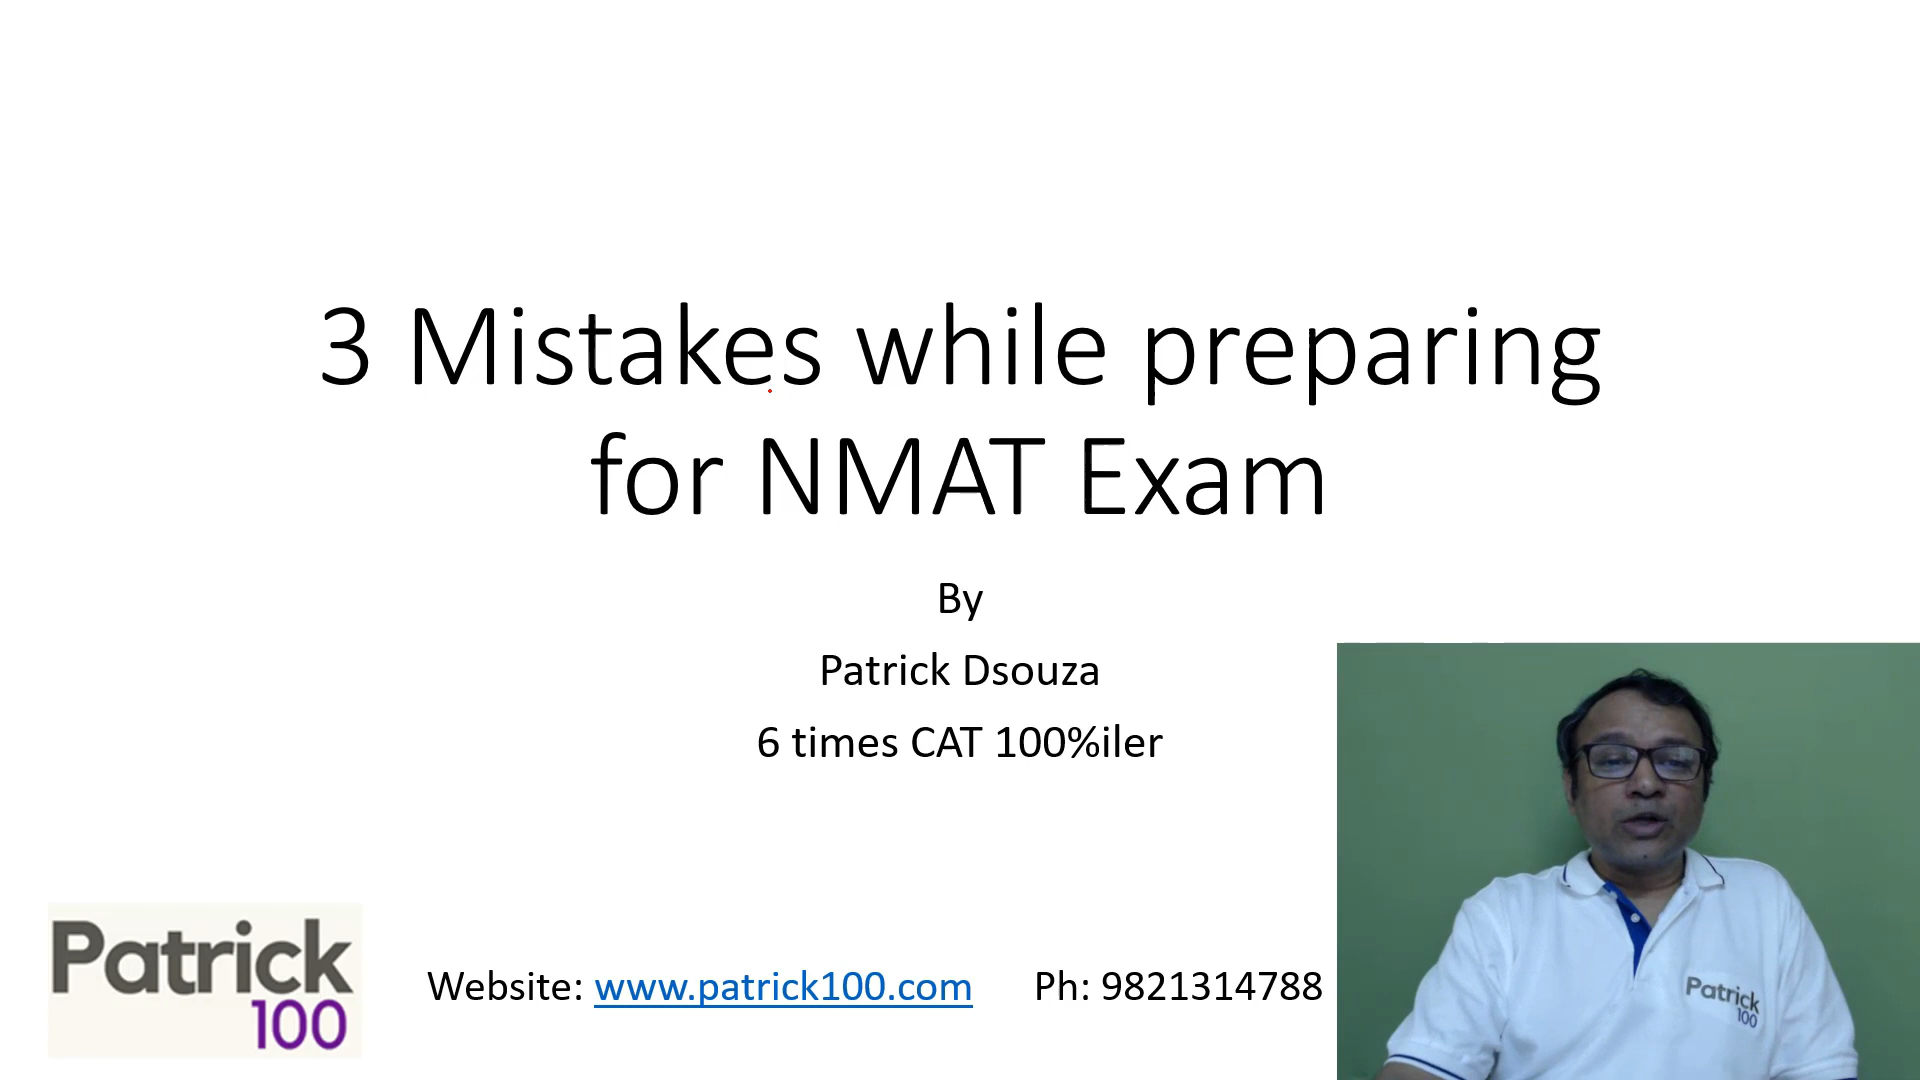 3 Mistakes while preparing
for NMAT Exam
By
Patrick Dsouza
6 times CAT 100%iler
Patrick
100
Website: www.patrick100.com Ph: 9821314788
Patrick
100